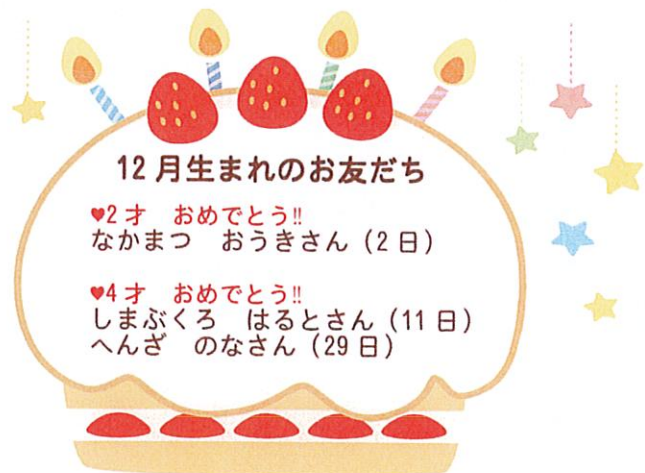 12月生まれのお友だち
♥2才　おめでとう!!
なかまつ　おうきさん（2日）
♥4才　おめでとう!!
しまぶくろ　はるとさん（11日）
へんざ　のなさん（29日）